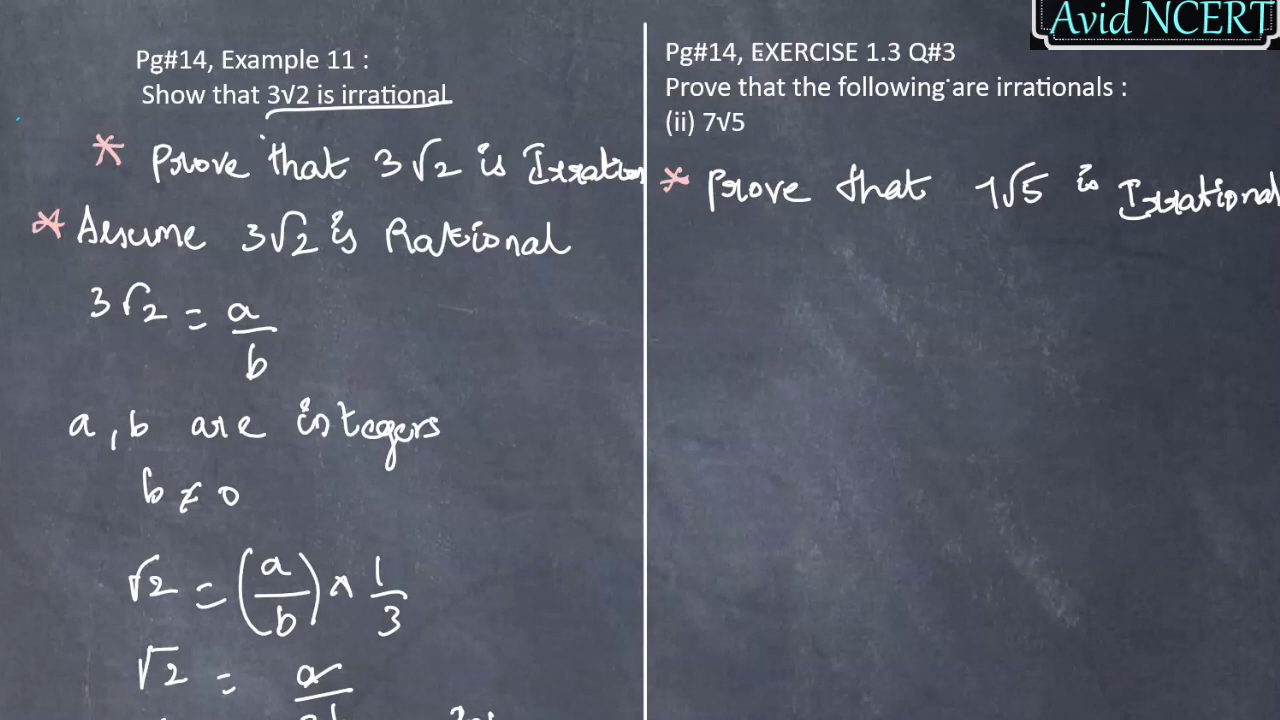 Avid NCERT
Pg#14, Example 11 :
Show that 3√2 is irrational
* Prove that 3√2 is Irration
* Assume 3√2 is Rational
3√2 = a/b
a, b are integers
b ≠ 0
√2 = (a/b) × 1/3
√2 = a
Pg#14, EXERCISE 1.3 Q#3
Prove that the following are irrationals :
(ii) 7√5
* Prove that 7√5 is Irrational